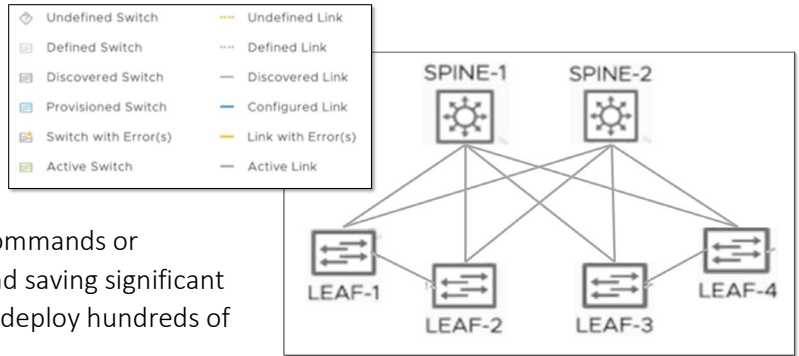 Undefined Switch
Undefined Link
Defined Switch
Defined Link
Discovered Switch
Discovered Link
Provisioned Switch
Configured Link
Switch with Error(s)
Link with Error(s)
Active Switch
Active Link
SPINE-1
SPINE-2
LEAF-1
LEAF-2
LEAF-3
LEAF-4
or
saving significant
deploy hundreds of